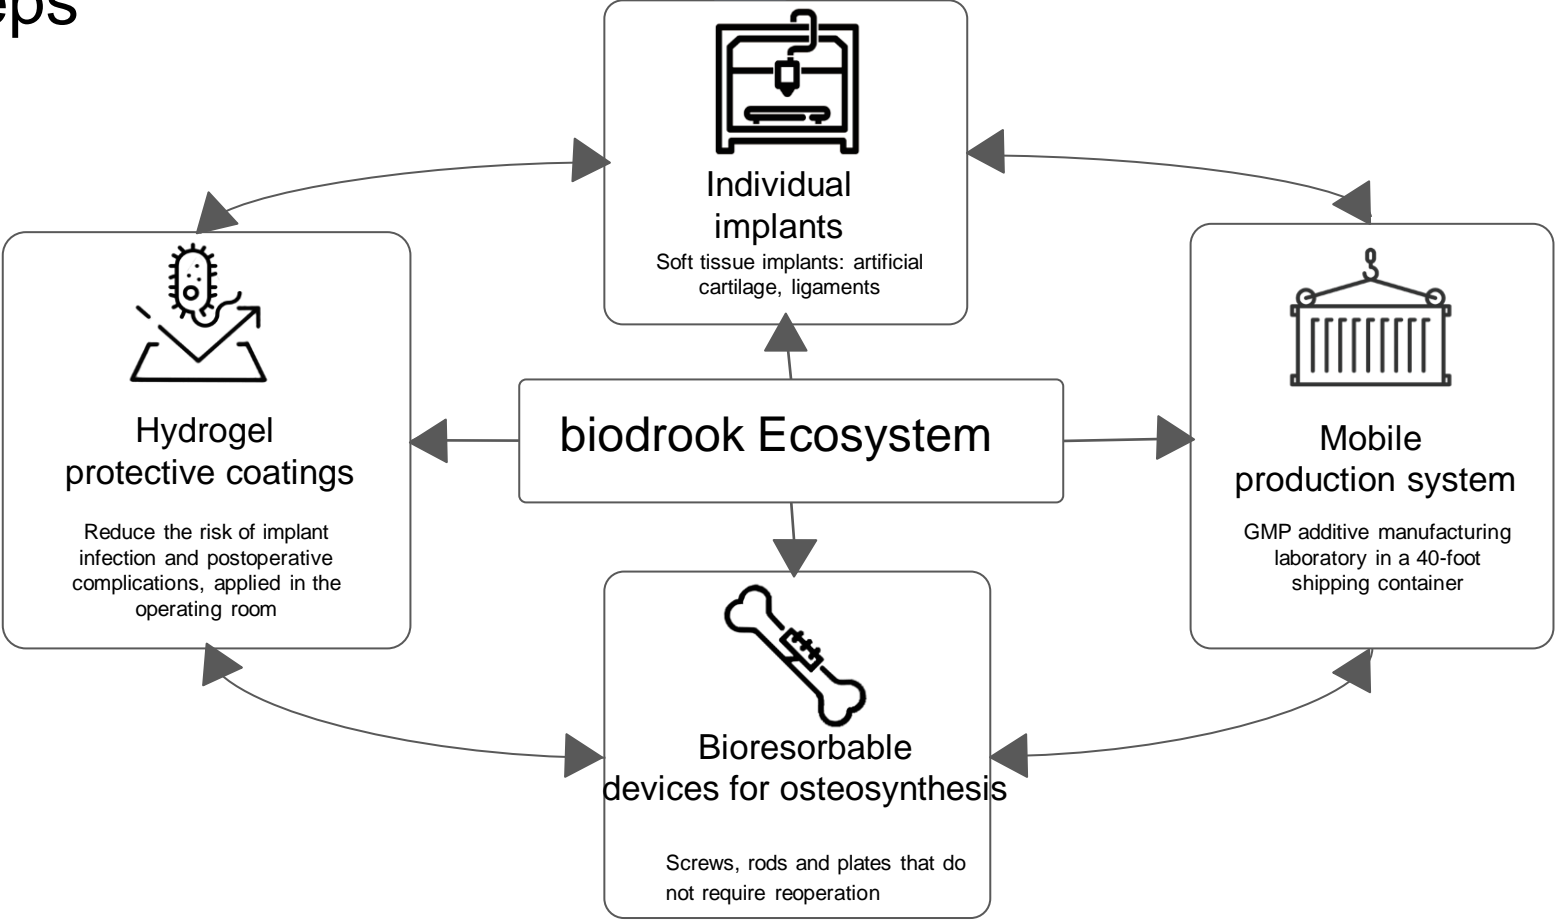 Individual
implants
Soft tissue implants: artificial
cartilage, ligaments
Hydrogel
protective coatings
Reduce the risk of implant
infection and postoperative
complications, applied in the
operating room
biodrook Ecosystem
Mobile
production system
GMP additive manufacturing
laboratory in a 40-foot
shipping container
Bioresorbable
devices for osteosynthesis
Screws, rods and plates that do
not require reoperation